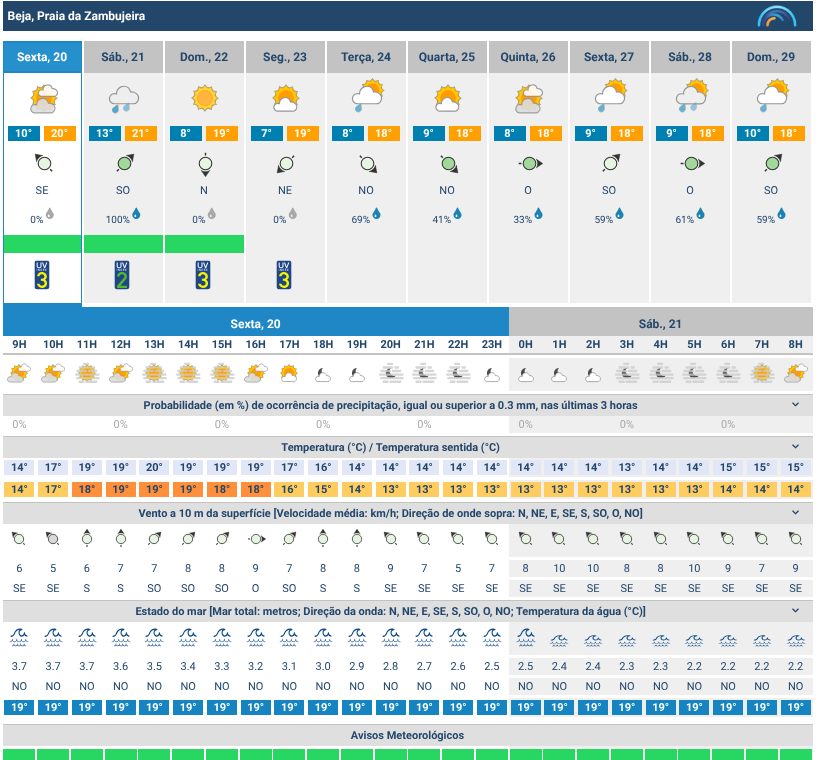 Beja, Praia da Zambujeira
Sexta, 20 Sáb., 21 Dom., 22 Seg., 23 Terça, 24 Quarta, 25 Quinta, 26 Sexta, 27 Sáb., 28 Dom., 29
10° 20° 13° 21° 8° 19° 7° 19° 8° 18° 9° 18° 8° 18° 9° 18° 9° 18° 10° 18°
SE SO N NE NO NO O SO O SO
0% 100% 0% 0% 69% 41% 33% 59% 61% 59%
UV UV UV UV
3 2 3 3
Sexta, 20 Sáb., 21
9H 10H 11H 12H 13H 14H 15H 16H 17H 18H 19H 20H 21H 22H 23H 0H 1H 2H 3H 4H 5H 6H 7H 8H
Probabilidade (em %) de ocorrência de precipitação, igual ou superior a 0.3 mm, nas últimas 3 horas
0% 0% 0% 0% 0% 0% 0% 0%
Temperatura (°C) / Temperatura sentida (°C)
14° 17° 19° 19° 20° 19° 19° 19° 17° 16° 14° 14° 14° 14° 14° 14° 14° 14° 13° 14° 14° 15° 15° 15°
14° 17° 18° 19° 19° 19° 18° 18° 16° 15° 14° 13° 13° 13° 13° 13° 13° 13° 13° 13° 13° 14° 14° 14°
Vento a 10 m da superfície [Velocidade média: km/h; Direção de onde sopra: N, NE, E, SE, S, SO, O, NO]
6 5 6 7 7 8 8 9 7 8 8 9 7 5 7 8 10 10 8 8 10 9 7 9
SE SE S S SO SO SO O SO S S SE SE SE SE SE SE SE SE SE SE SE SE SE
Estado do mar [Mar total: metros; Direção da onda: N, NE, E, SE, S, SO, O, NO; Temperatura da água (°C)]
3.7 3.7 3.7 3.6 3.5 3.4 3.3 3.2 3.1 3.0 2.9 2.8 2.7 2.6 2.5 2.5 2.4 2.4 2.3 2.3 2.2 2.2 2.2 2.2
NO NO NO NO NO NO NO NO NO NO NO NO NO NO NO NO NO NO NO NO NO NO NO NO
19° 19° 19° 19° 19° 19° 19° 19° 19° 19° 19° 19° 19° 19° 19° 19° 19° 19° 19° 19° 19° 19° 19° 19°
Avisos Meteorológicos